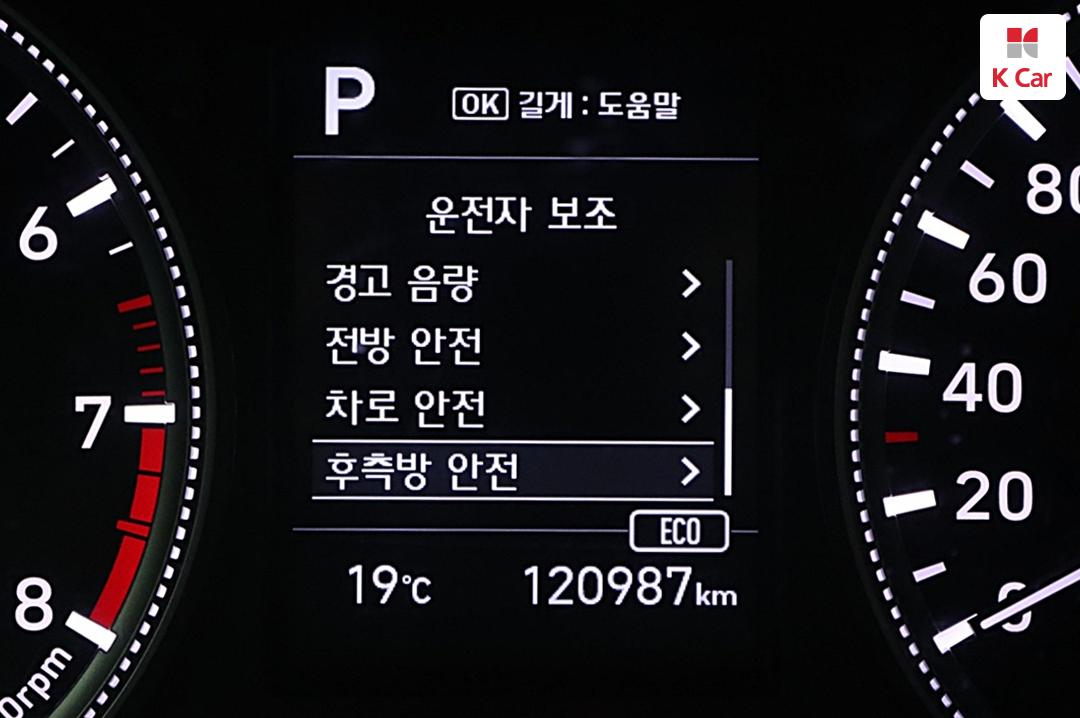 K Car
P
OK 길게 : 도움말
운전자 보조
경고 음량
전방 안전
차로 안전
후측방 안전
ECO
19℃ 120987km
6
7
8
80
60
40
20
0